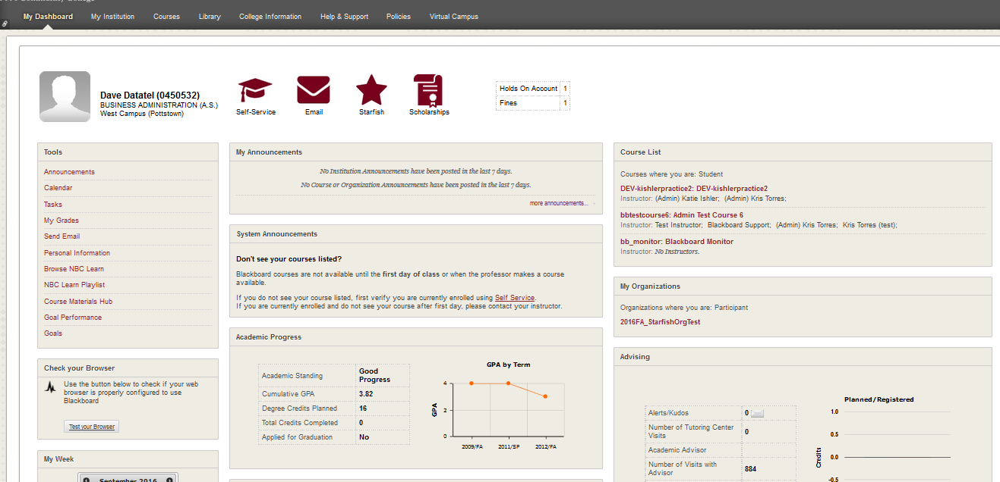 Community College
My Dashboard
My Institution
Courses
Library
College Information
Help & Support
Policies
Virtual Campus
Dave Datatel (0450532)
BUSINESS ADMINISTRATION (A.S.)
West Campus (Pottstown)
Self-Service
Email
Starfish
Scholarships
Holds On Account 1
Fines 1
Tools
Announcements
Calendar
Tasks
My Grades
Send Email
Personal Information
Browse NBC Learn
NBC Learn Playlist
Course Materials Hub
Goal Performance
Goals
Check your Browser
Use the button below to check if your web
browser is properly configured to use
Blackboard
Test your Browser
My Week
September 2016
My Announcements
No Institution Announcements have been posted in the last 7 days.
No Course or Organization Announcements have been posted in the last 7 days.
more announcements...
System Announcements
Don't see your courses listed?
Blackboard courses are not available until the first day of class or when the professor makes a course
available.
If you do not see your course listed, first verify you are currently enrolled using Self Service.
If you are currently enrolled and do not see your course after first day, please contact your instructor.
Academic Progress
Academic Standing Good
Progress
Cumulative GPA 3.82
Degree Credits Planned 16
Total Credits Completed 0
Applied for Graduation No
GPA by Term
GPA
4
2
0
2009/FA 2011/SP 2012/FA
Course List
Courses where you are: Student
DEV-kishlerpractice2: DEV-kishlerpractice2
Instructor: (Admin) Katie Ishler; (Admin) Kris Torres;
bbtestcourse6: Admin Test Course 6
Instructor: Test Instructor; Blackboard Support; (Admin) Kris Torres; Kris Torres (test);
bb_monitor: Blackboard Monitor
Instructor: No Instructors.
My Organizations
Organizations where you are: Participant
2016FA_StarfishOrgTest
Advising
Alerts/Kudos 0
Number of Tutoring Center
Visits 0
Academic Advisor
Number of Visits with
Advisor 884
Planned/Registered
Credits
1.0
0.5
0.0
-0.5